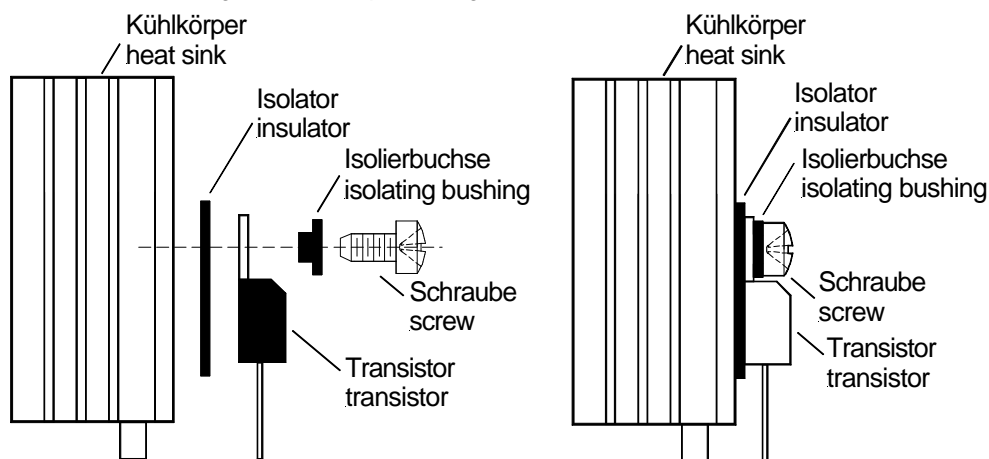 Kühlkörper
heat sink
Isolator
insulator
Isolierbuchse
isolating bushing
Schraube
screw
Transistor
transistor
Kühlkörper
heat sink
Isolator
insulator
Isolierbuchse
isolating bushing
Schraube
screw
Transistor
transistor